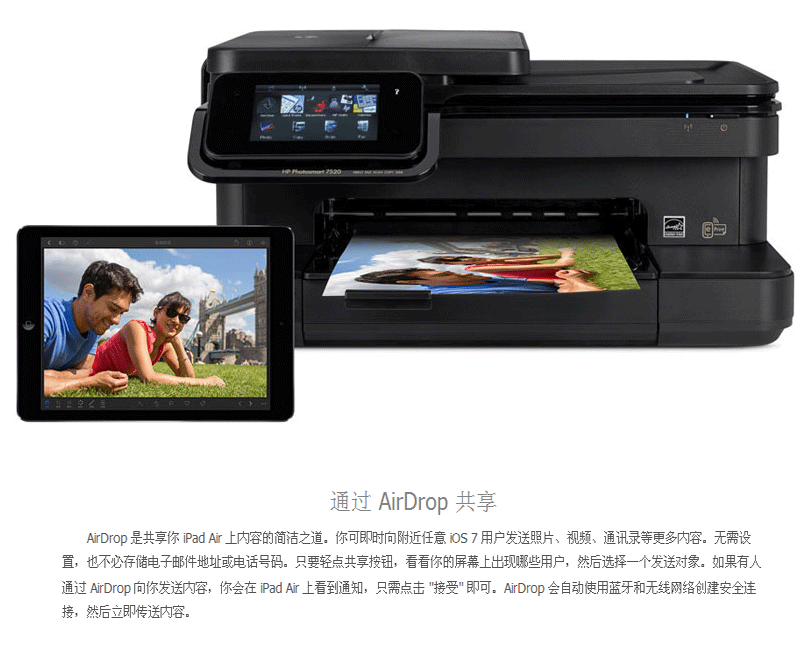 ?
HP Photosmart 7520
ePrint
通过 AirDrop 共享
AirDrop 是共享你 iPad Air 上内容的简洁之道。你可即时向附近任意 iOS 7 用户发送照片、视频、通讯录等更多内容。无需设
置，也不必存储电子邮件地址或电话号码。只要轻点共享按钮，看看你的屏幕上出现哪些用户，然后选择一个发送对象。如果有人
通过 AirDrop 向你发送内容，你会在 iPad Air 上看到通知，只需点击 "接受" 即可。AirDrop 会自动使用蓝牙和无线网络创建安全连
接，然后立即传送内容。